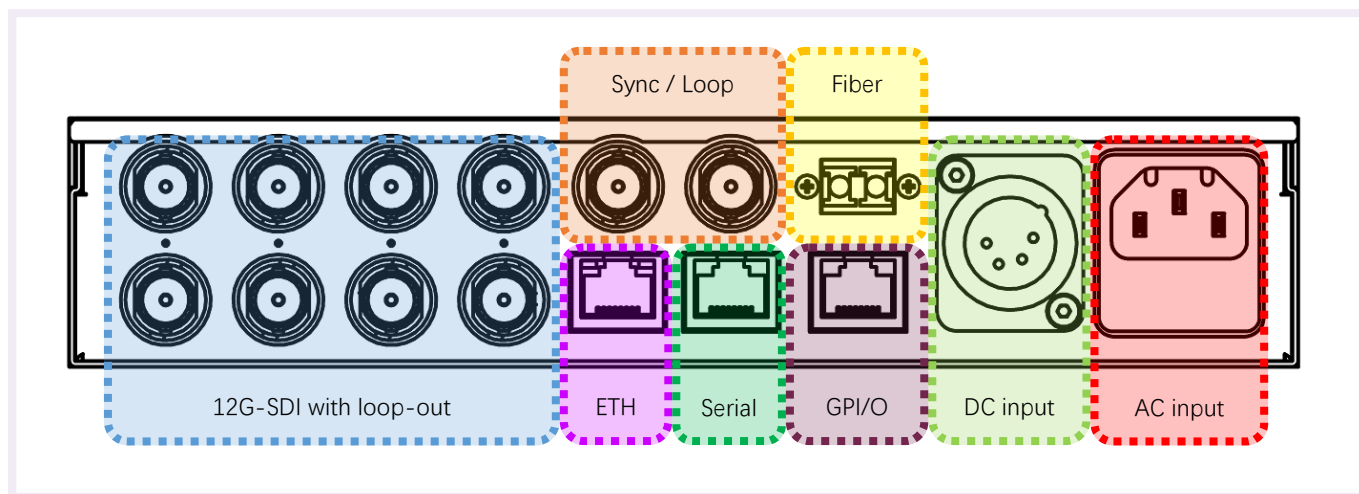 Sync / Loop
Fiber
12G-SDI with loop-out
ETH
Serial
GPI/O
DC input
AC input